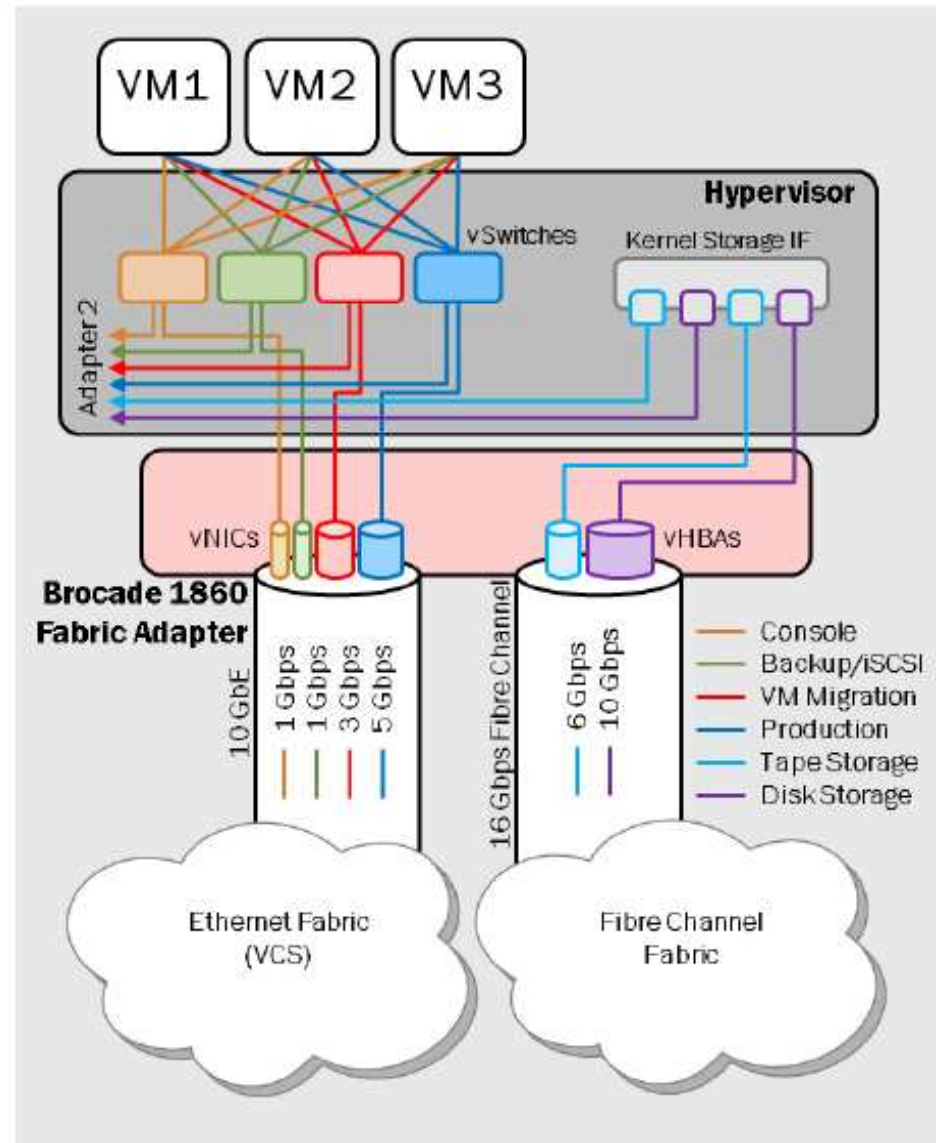 VM1
VM2
VM3
Hypervisor
vSwitches
Kernel Storage IF
Adapter 2
vNICs
vHBAs
Brocade 1860
Fabric Adapter
10 GbE
1 Gbps
1 Gbps
3 Gbps
5 Gbps
16 Gbps Fibre Channel
6 Gbps
10 Gbps
Console
Backup/iSCSI
VM Migration
Production
Tape Storage
Disk Storage
Ethernet Fabric
(VCS)
Fibre Channel
Fabric